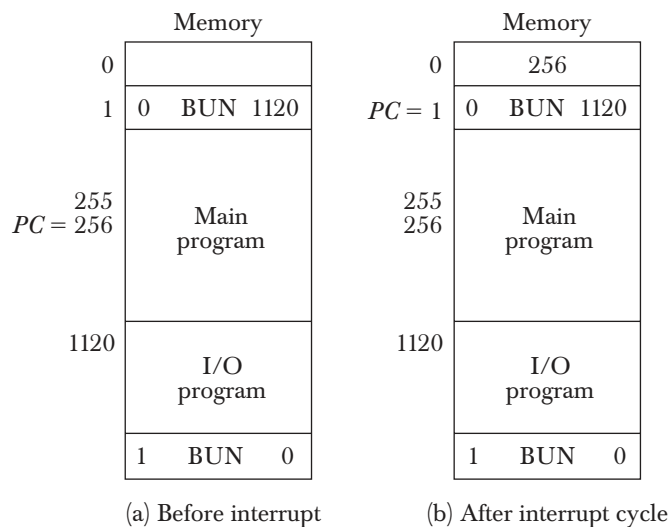 Memory
0
1 0 BUN 1120
255
PC = 256
Main
program
1120
I/O
program
1 BUN 0
(a) Before interrupt
Memory
0 256
PC = 1 0 BUN 1120
255
256
Main
program
1120
I/O
program
1 BUN 0
(b) After interrupt cycle